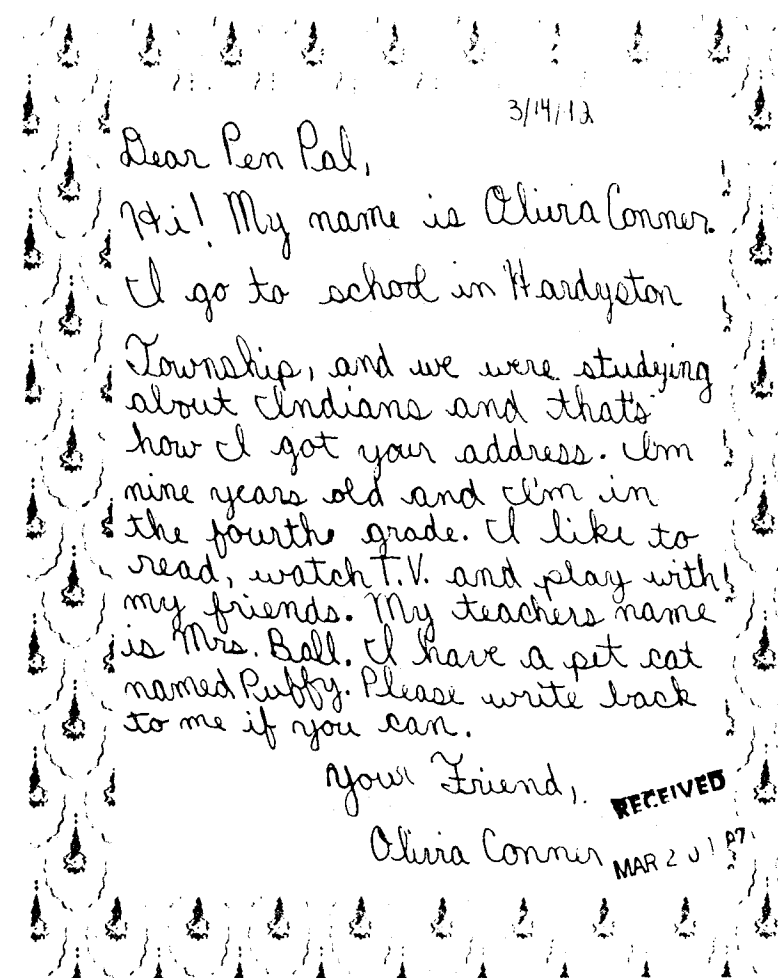 3/14/12
Dear Pen Pal,
Hi! My name is Olivia Conner.
I go to school in Hardyston
Township, and we were studying
about Indians and that's
how I got your address. I'm
nine years old and I'm in
the fourth grade. I like to
read, watch T.V. and play with
my friends. My teachers name
is Mrs. Ball. I have a pet cat
named Puffy. Please write back
to me if you can.
Your Friend,
Olivia Conner
RECEIVED
MAR 20